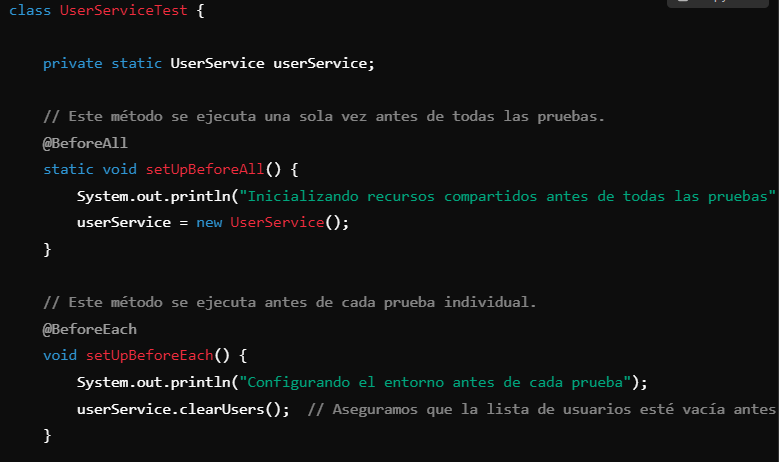 class UserServiceTest {
private static UserService userService;
// Este método se ejecuta una sola vez antes de todas las pruebas.
@BeforeAll
static void setUpBeforeAll() {
System.out.println("Inicializando recursos compartidos antes de todas las pruebas"
userService = new UserService();
}
// Este método se ejecuta antes de cada prueba individual.
@BeforeEach
void setUpBeforeEach() {
System.out.println("Configurando el entorno antes de cada prueba");
userService.clearUsers();  // Aseguramos que la lista de usuarios esté vacía antes
}